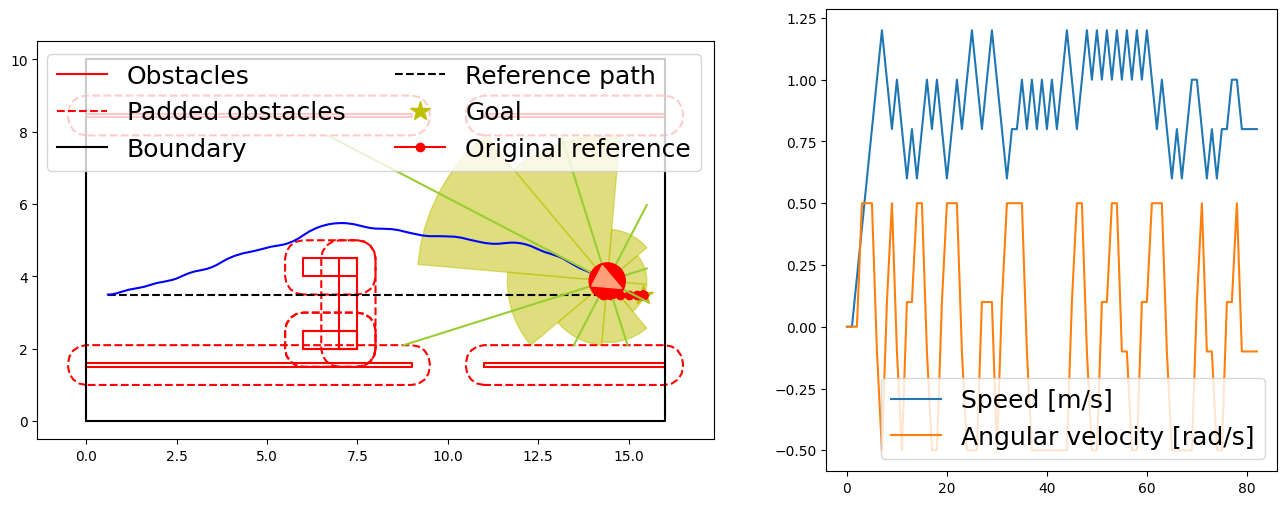 Obstacles
Padded obstacles
Boundary
Reference path
Goal
Original reference
10
8
6
4
2
0
0.0 2.5 5.0 7.5 10.0 12.5 15.0
1.25
1.00
0.75
0.50
0.25
0.00
−0.25
−0.50
Speed [m/s]
Angular velocity [rad/s]
0 20 40 60 80